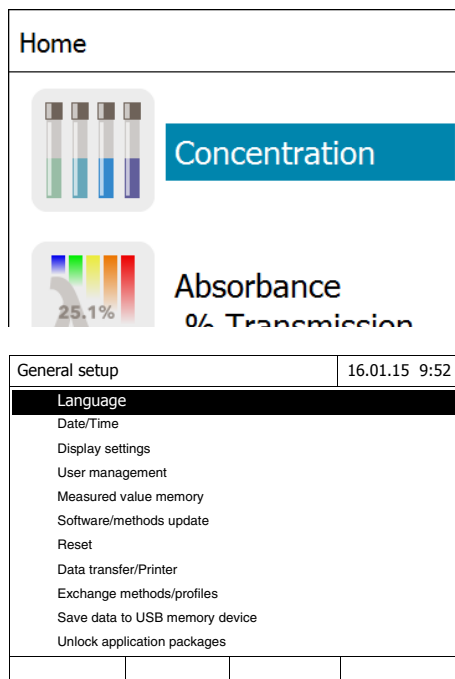 Home
Concentration
Absorbance
25.1%
% Transmission
General setup 16.01.15 9:52
Language
Date/Time
Display settings
User management
Measured value memory
Software/methods update
Reset
Data transfer/Printer
Exchange methods/profiles
Save data to USB memory device
Unlock application packages